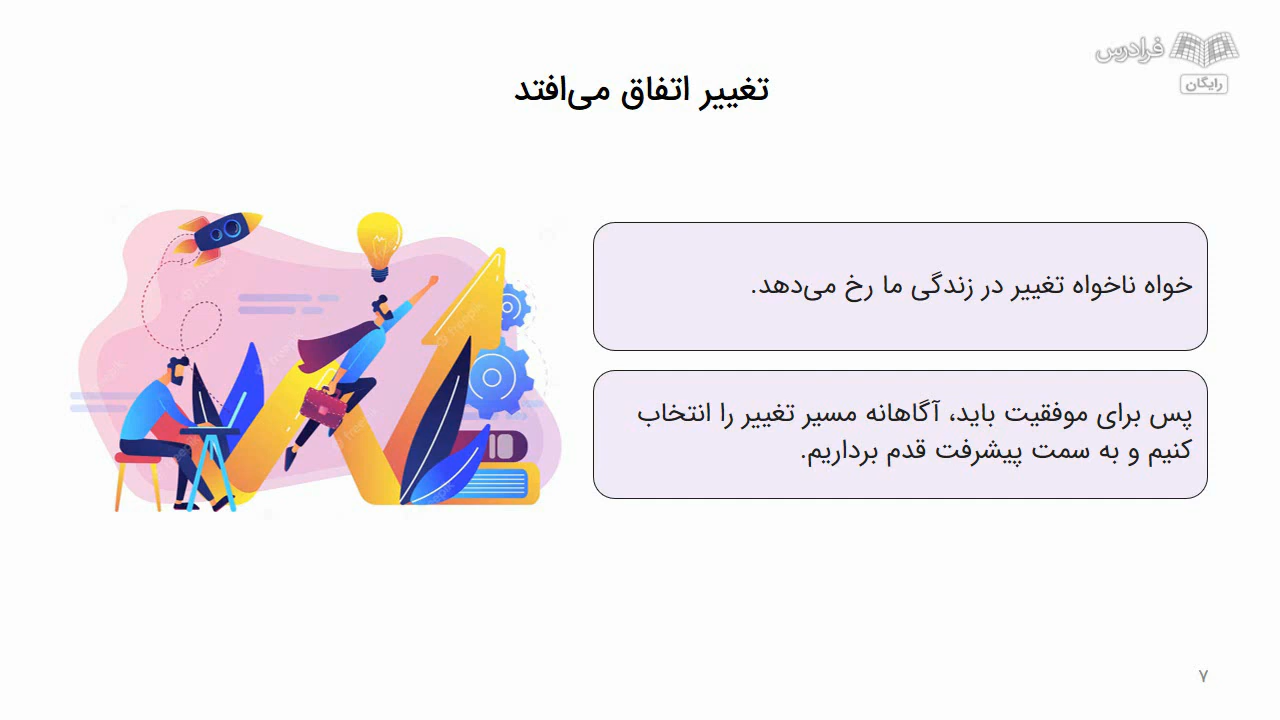 فرادرس
رایگان
تغییر اتفاق می‌افتد
خواه ناخواه تغییر در زندگی ما رخ می‌دهد.
پس برای موفقیت باید، آگاهانه مسیر تغییر را انتخاب
کنیم و به سمت پیشرفت قدم برداریم.
۷